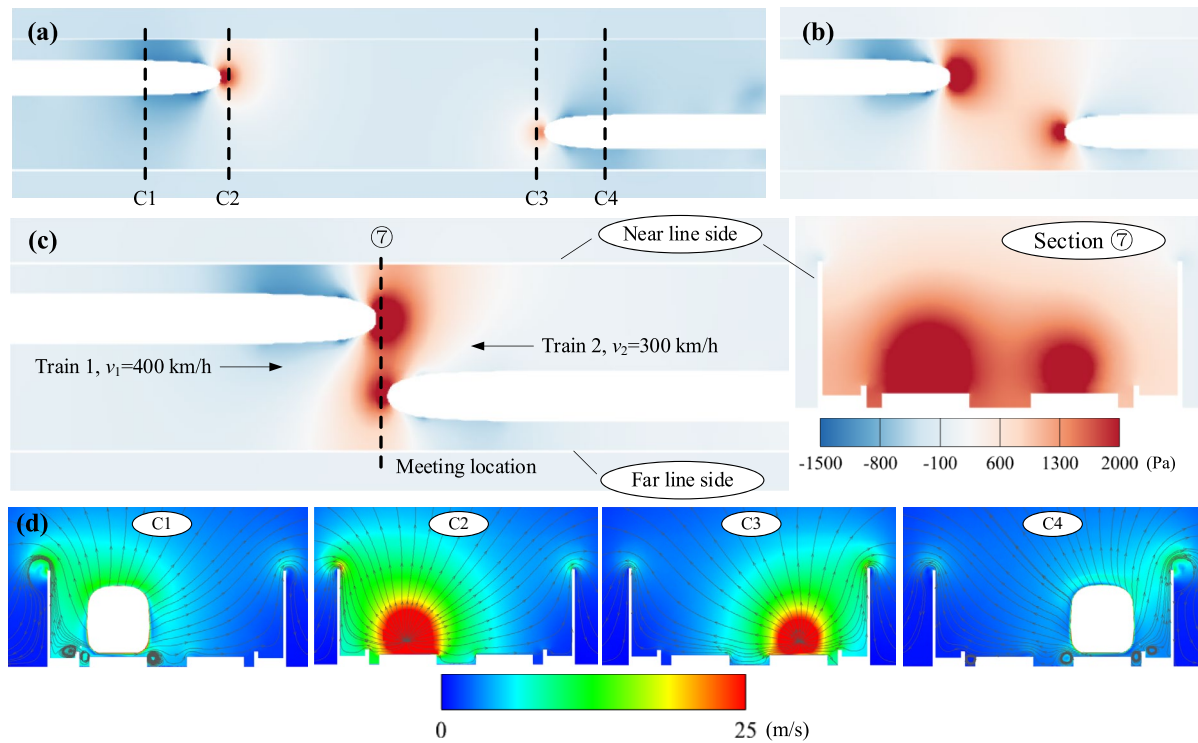 (a)
C1
C2
C3
C4
(b)
(c)
⑦
Near line side
Train 1, v₁=400 km/h
Train 2, v₂=300 km/h
Meeting location
Far line side
Section ⑦
-1500 -800 -100 600 1300 2000 (Pa)
(d)
C1
C2
C3
C4
0 25 (m/s)